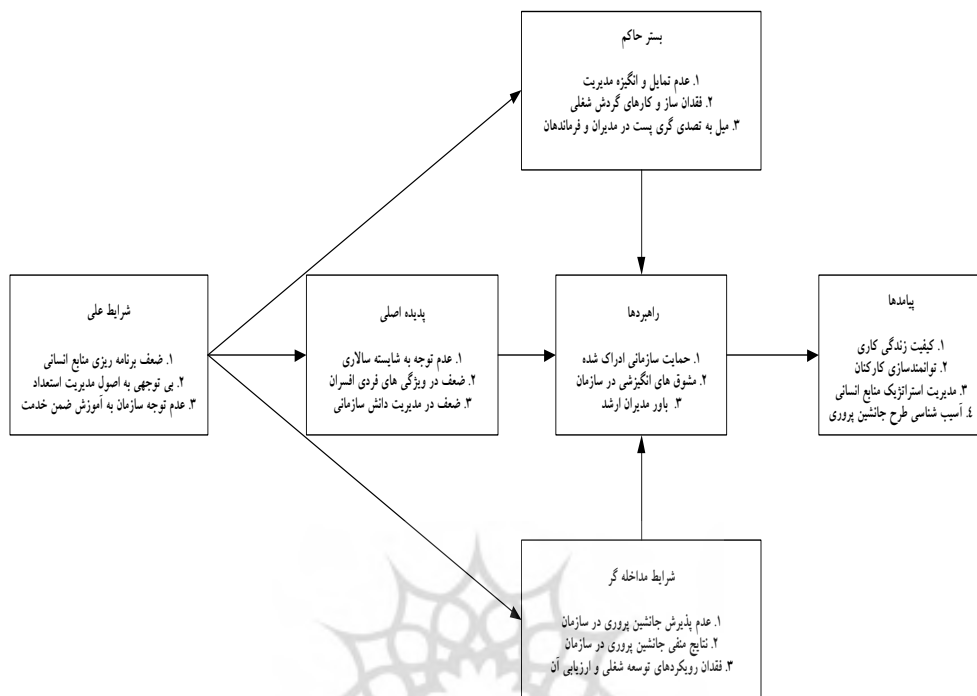 بستر حاکم
۱. عدم تمایل و انگیزه مدیریت
۲. فقدان ساز و کارهای گردش شغلی
۳. میل به تصدی گری پست در مدیران و فرماندهان
شرایط علی
۱. ضعف برنامه ریزی منابع انسانی
۲. بی توجهی به اصول مدیریت استعداد
۳. عدم توجه سازمان به آموزش ضمن خدمت
پدیده اصلی
۱. عدم توجه به شایسته سالاری
۲. ضعف در ویژگی های فردی افسران
۳. ضعف در مدیریت دانش سازمانی
راهبردها
۱. حمایت سازمانی ادراک شده
۲. مشوق های انگیزشی در سازمان
۳. باور مدیران ارشد
پیامدها
۱. کیفیت زندگی کاری
۲. توانمندسازی کارکنان
۳. مدیریت استراتژیک منابع انسانی
٤. آسیب شناسی طرح جانشین پروری
شرایط مداخله گر
۱. عدم پذیرش جانشین پروری در سازمان
۲. نتایج منفی جانشین پروری در سازمان
۳. فقدان رویکردهای توسعه شغلی و ارزیابی آن